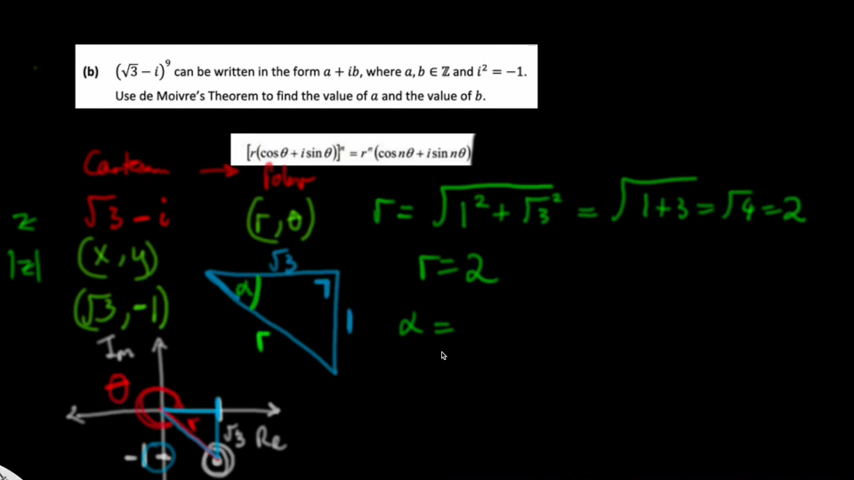 (b) (√3 − i)⁹ can be written in the form a + ib, where a, b ∈ ℤ and i² = −1.
Use de Moivre's Theorem to find the value of a and the value of b.
[r(cosθ + i sinθ)]ⁿ = rⁿ(cos nθ + i sin nθ)
→ Polar
z √3 − i (r, θ) r = √(1² + √3²) = √(1+3) = √4 = 2
|z| (x, y) √3 r = 2
(√3, −1) α r 1 α =
Im
θ
r √3 Re
−1